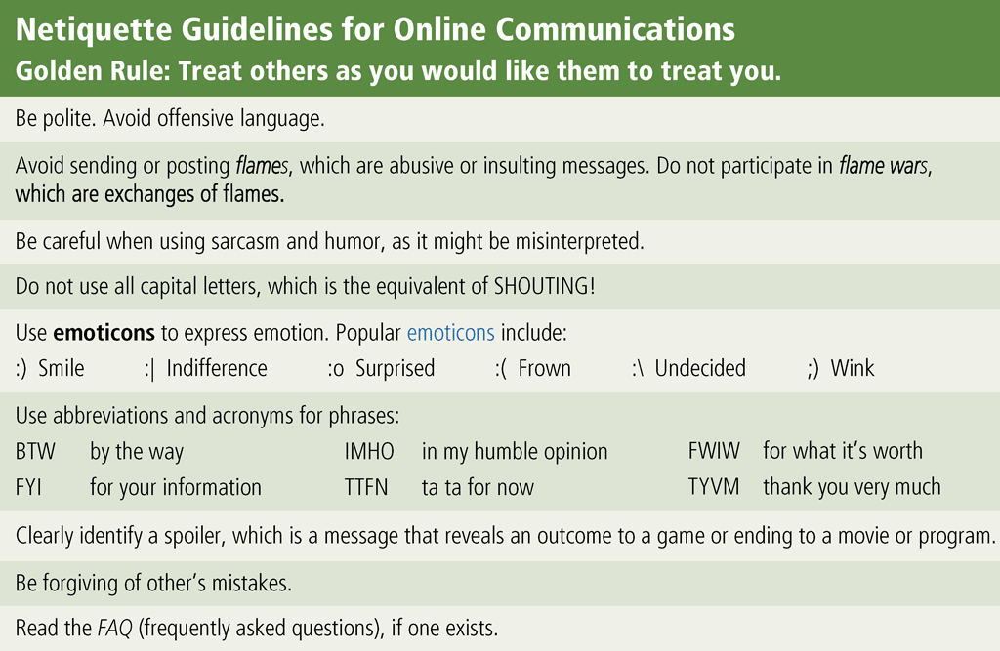 Netiquette Guidelines for Online Communications
Golden Rule: Treat others as you would like them to treat you.
Be polite. Avoid offensive language.
Avoid sending or posting flames, which are abusive or insulting messages. Do not participate in flame wars,
which are exchanges of flames.
Be careful when using sarcasm and humor, as it might be misinterpreted.
Do not use all capital letters, which is the equivalent of SHOUTING!
Use emoticons to express emotion. Popular emoticons include:
:) Smile :| Indifference :o Surprised :( Frown :\ Undecided ;) Wink
Use abbreviations and acronyms for phrases:
BTW by the way IMHO in my humble opinion FWIW for what it's worth
FYI for your information TTFN ta ta for now TYVM thank you very much
Clearly identify a spoiler, which is a message that reveals an outcome to a game or ending to a movie or program.
Be forgiving of other's mistakes.
Read the FAQ (frequently asked questions), if one exists.